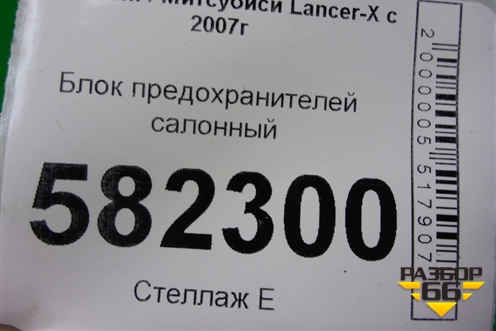 Митсубиси Lancer-X с
2007г
Блок предохранителей
салонный
582300
Стеллаж Е
2000005517907
РАЗБОР
66